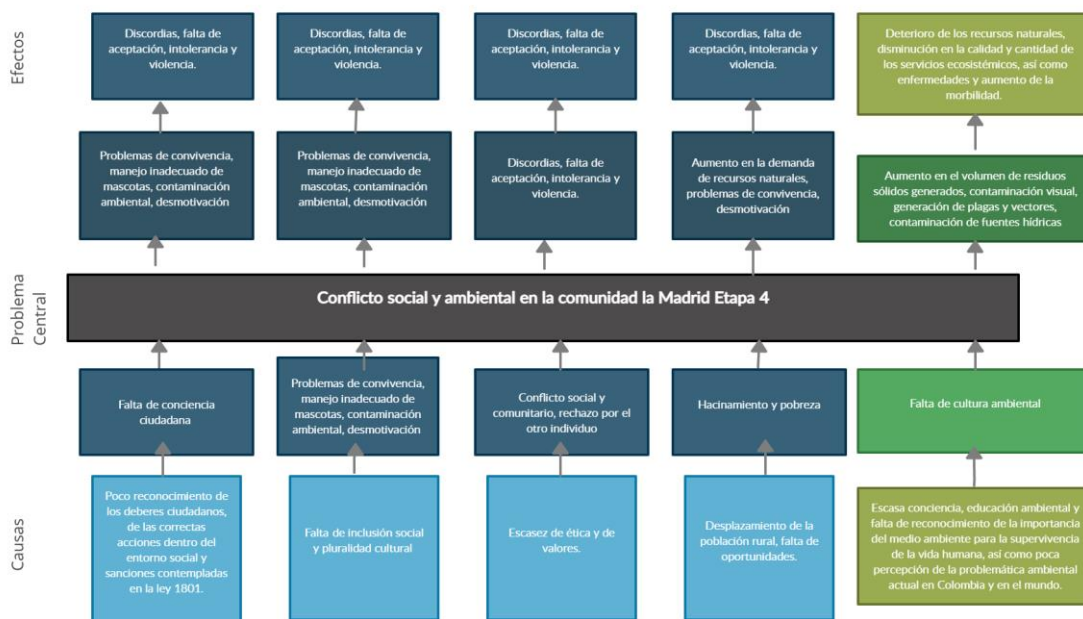 Efectos
Discordias, falta de
aceptación, intolerancia y
violencia.
Discordias, falta de
aceptación, intolerancia y
violencia.
Discordias, falta de
aceptación, intolerancia y
violencia.
Discordias, falta de
aceptación, intolerancia y
violencia.
Deterioro de los recursos naturales,
disminución en la calidad y cantidad de
los servicios ecosistémicos, así como
enfermedades y aumento de la
morbilidad.
Problemas de convivencia,
manejo inadecuado de
mascotas, contaminación
ambiental, desmotivación
Problemas de convivencia,
manejo inadecuado de
mascotas, contaminación
ambiental, desmotivación
Discordias, falta de
aceptación, intolerancia y
violencia.
Aumento en la demanda
de recursos naturales,
problemas de convivencia,
desmotivación
Aumento en el volumen de residuos
sólidos generados, contaminación visual,
generación de plagas y vectores,
contaminación de fuentes hídricas
Problema
Central
Conflicto social y ambiental en la comunidad la Madrid Etapa 4
Causas
Falta de conciencia
ciudadana
Problemas de convivencia,
manejo inadecuado de
mascotas, contaminación
ambiental, desmotivación
Conflicto social y
comunitario, rechazo por el
otro individuo
Hacinamiento y pobreza
Falta de cultura ambiental
Poco reconocimiento de
los deberes ciudadanos,
de las correctas
acciones dentro del
entorno social y
sanciones contempladas
en la ley 1801.
Falta de inclusión social
y pluralidad cultural
Escasez de ética y de
valores.
Desplazamiento de la
población rural, falta de
oportunidades.
Escasa conciencia, educación ambiental y
falta de reconocimiento de la importancia
del medio ambiente para la supervivencia
de la vida humana, así como poca
percepción de la problemática ambiental
actual en Colombia y en el mundo.